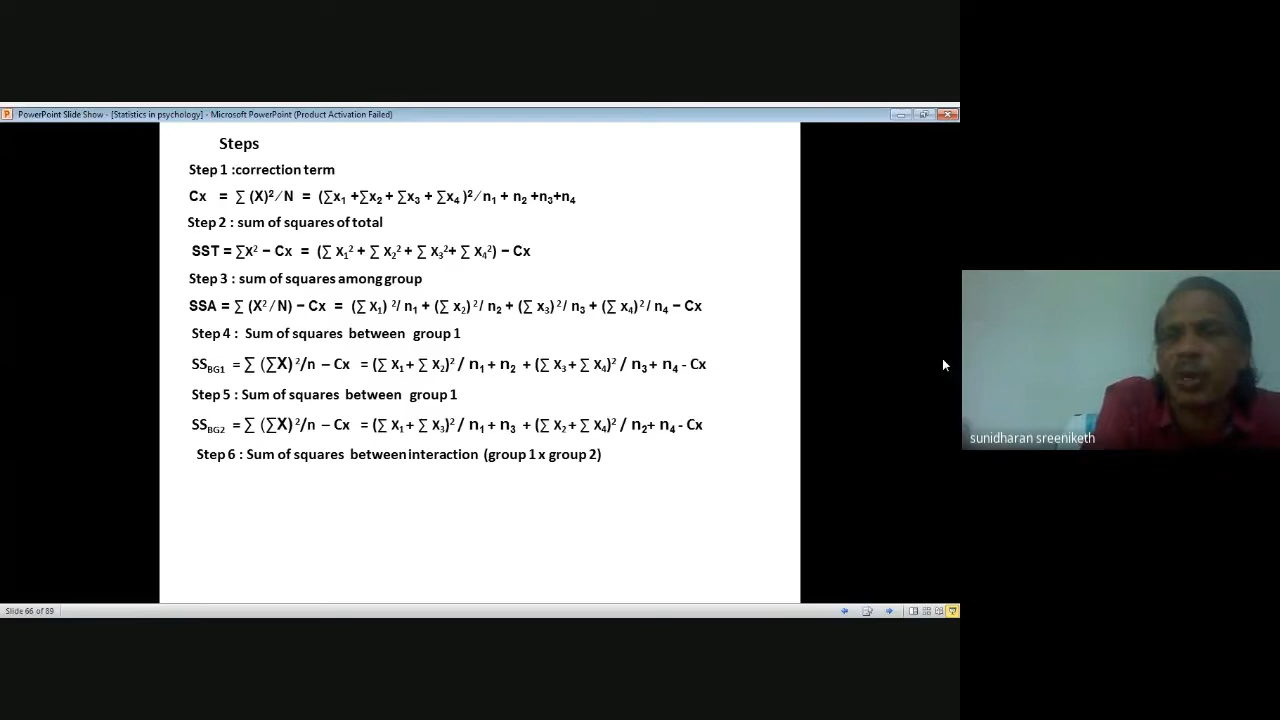 PowerPoint Slide Show - [Statistics in psychology] - Microsoft PowerPoint (Product Activation Failed)
Steps
Step 1 :correction term
Cx = ∑ (X)² ∕ N = (∑x₁ +∑x₂ + ∑x₃ + ∑x₄ )² ∕ n₁ + n₂ +n₃+n₄
Step 2 : sum of squares of total
SST = ∑X² − Cx = (∑ X₁² + ∑ X₂² + ∑ X₃²+ ∑ X₄²) − Cx
Step 3 : sum of squares among group
SSA = ∑ (X² ∕ N) − Cx = (∑ X₁) ²/ n₁ + (∑ x₂) ²/ n₂ + (∑ x₃) ²/ n₃ + (∑ x₄) ²/ n₄ − Cx
Step 4 : Sum of squares between group 1
SS_BG1 = ∑ (∑X) ²/n − Cx = (∑ X₁ + ∑ X₂)² / n₁ + n₂ + (∑ X₃ + ∑ X₄)² / n₃ + n₄ - Cx
Step 5 : Sum of squares between group 1
SS_BG2 = ∑ (∑X) ²/n − Cx = (∑ X₁ + ∑ X₃)² / n₁ + n₃ + (∑ X₂ + ∑ X₄)² / n₂+ n₄ - Cx
Step 6 : Sum of squares between interaction (group 1 x group 2)
sunidharan sreeniketh
Slide 66 of 89